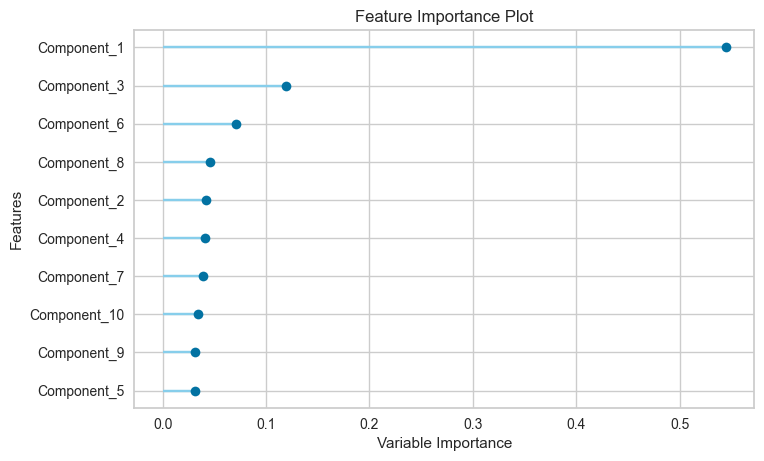 Feature Importance Plot
Component_1
Component_3
Component_6
Component_8
Component_2
Component_4
Component_7
Component_10
Component_9
Component_5
Features
0.0 0.1 0.2 0.3 0.4 0.5
Variable Importance